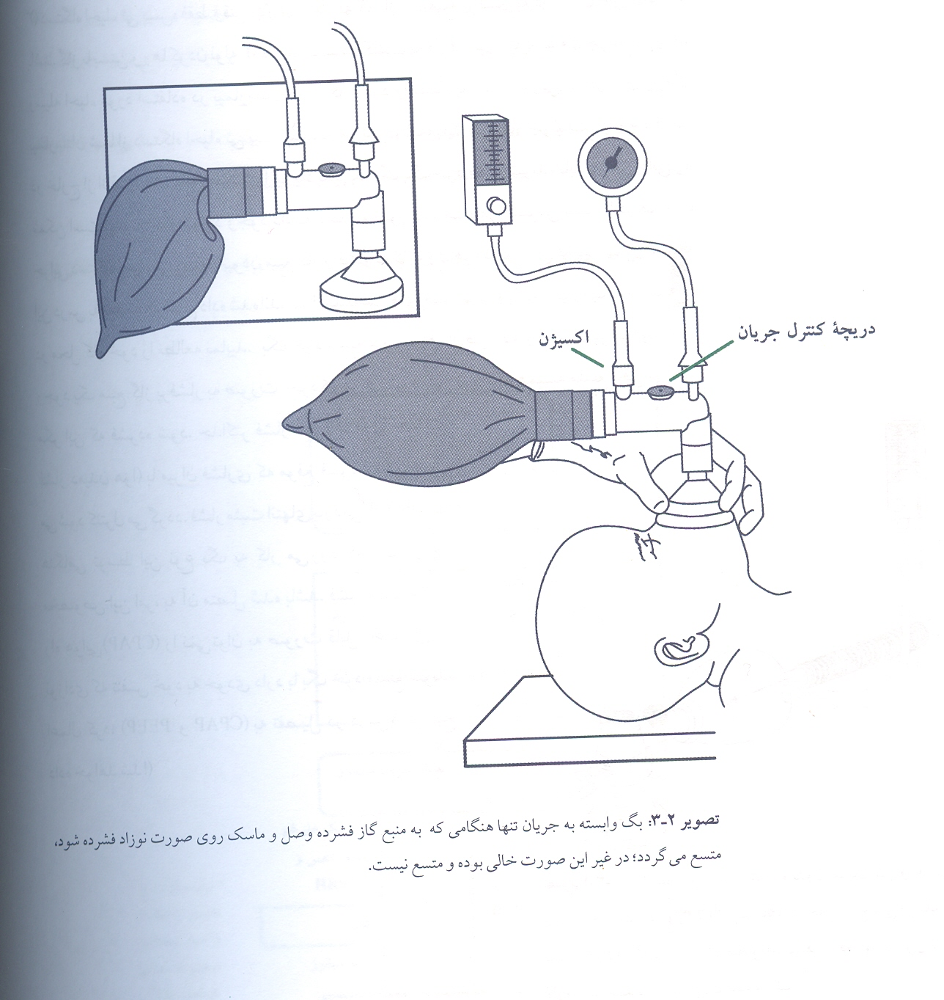 اکسیژن
دریچهٔ کنترل جریان
تصویر ۲-۳: بگ وابسته به جریان تنها هنگامی که به منبع گاز فشرده وصل و ماسک روی صورت نوزاد فشرده شود،
متسع می‌گردد؛ در غیر این صورت خالی بوده و متسع نیست.